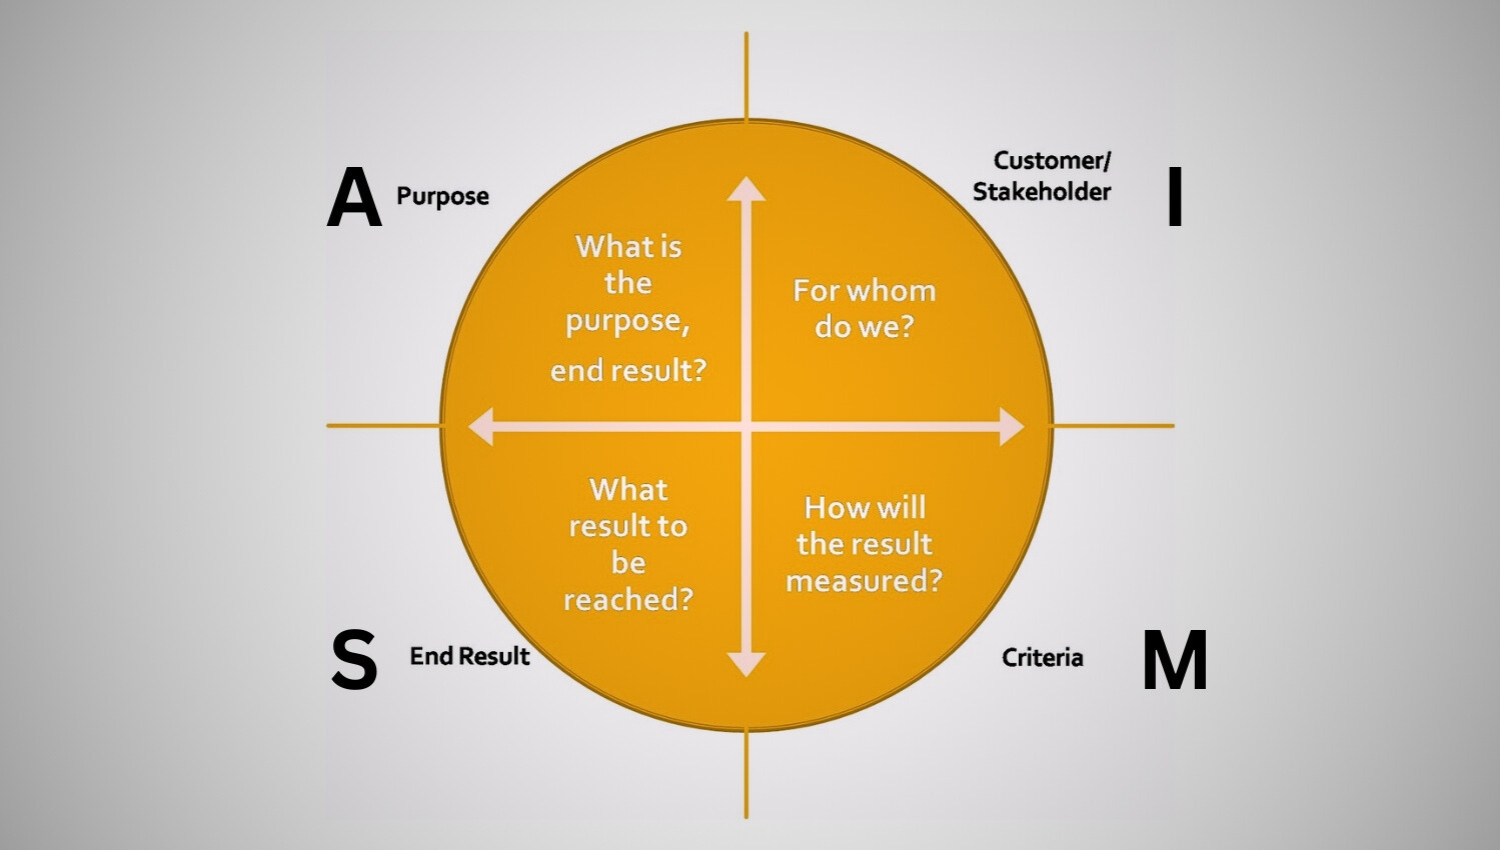 A
Purpose
Customer/
Stakeholder
I
What is
the
purpose,
end result?
For whom
do we?
What
result to
be
reached?
How will
the result
measured?
S
End Result
Criteria
M